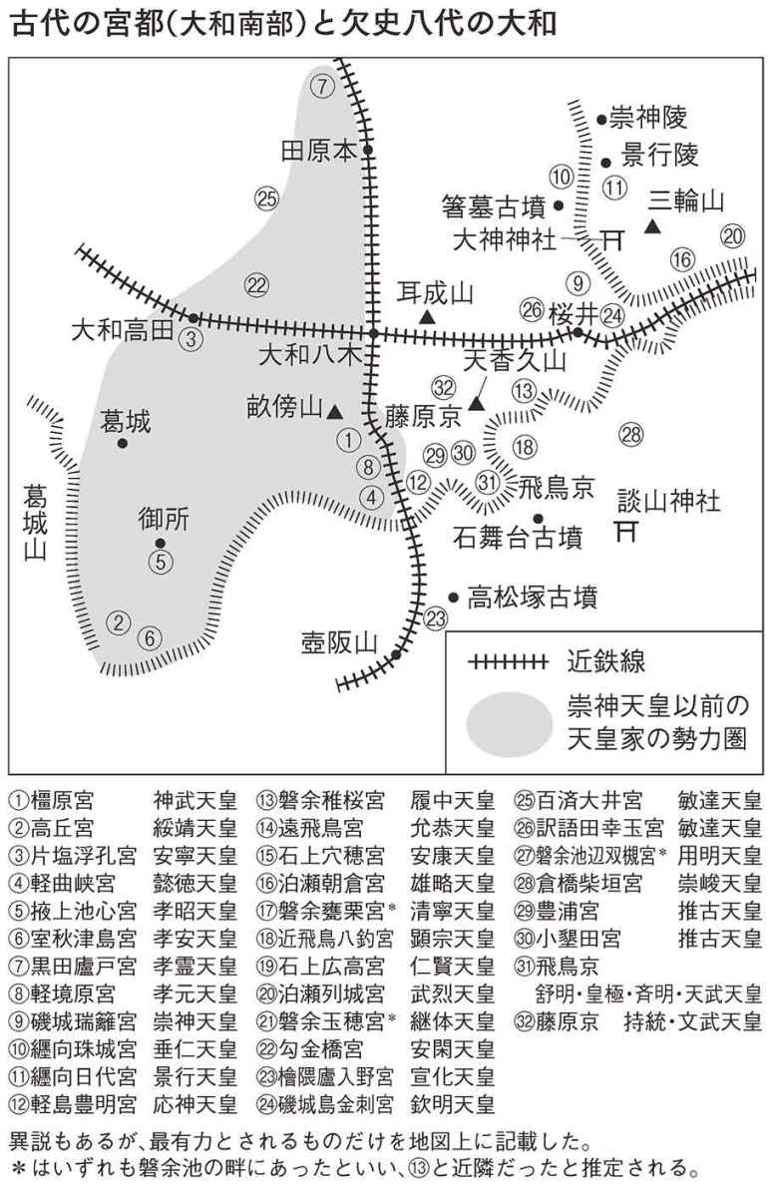 古代の宮都(大和南部)と欠史八代の大和
⑦
田原本
崇神陵
景行陵
⑩
⑪
㉕
箸墓古墳
三輪山
大神神社
⑳
⑯
㉒
⑨
耳成山
㉖
桜井
㉔
大和高田
③
大和八木
天香久山
㉜
⑬
畝傍山
藤原京
葛城
①
㉘
⑧
㉙
㉚
⑱
④
⑫
㉛
飛鳥京
葛城山
御所
石舞台古墳
談山神社
⑤
高松塚古墳
㉓
②
⑥
壺阪山
近鉄線
崇神天皇以前の
天皇家の勢力圏
①橿原宮 神武天皇
②高丘宮 綏靖天皇
③片塩浮孔宮 安寧天皇
④軽曲峡宮 懿徳天皇
⑤掖上池心宮 孝昭天皇
⑥室秋津島宮 孝安天皇
⑦黒田廬戸宮 孝霊天皇
⑧軽境原宮 孝元天皇
⑨磯城瑞籬宮 崇神天皇
⑩纒向珠城宮 垂仁天皇
⑪纒向日代宮 景行天皇
⑫軽島豊明宮 応神天皇
⑬磐余稚桜宮 履中天皇
⑭遠飛鳥宮 允恭天皇
⑮石上穴穂宮 安康天皇
⑯泊瀬朝倉宮 雄略天皇
⑰磐余甕栗宮* 清寧天皇
⑱近飛鳥八釣宮 顕宗天皇
⑲石上広高宮 仁賢天皇
⑳泊瀬列城宮 武烈天皇
㉑磐余玉穂宮* 継体天皇
㉒勾金橋宮 安閑天皇
㉓檜隈廬入野宮 宣化天皇
㉔磯城島金刺宮 欽明天皇
㉕百済大井宮 敏達天皇
㉖訳語田幸玉宮 敏達天皇
㉗磐余池辺双槻宮* 用明天皇
㉘倉橋柴垣宮 崇峻天皇
㉙豊浦宮 推古天皇
㉚小墾田宮 推古天皇
㉛飛鳥京
舒明・皇極・斉明・天武天皇
㉜藤原京 持統・文武天皇
異説もあるが、最有力とされるものだけを地図上に記載した。
*はいずれも磐余池の畔にあったといい、⑬と近隣だったと推定される。